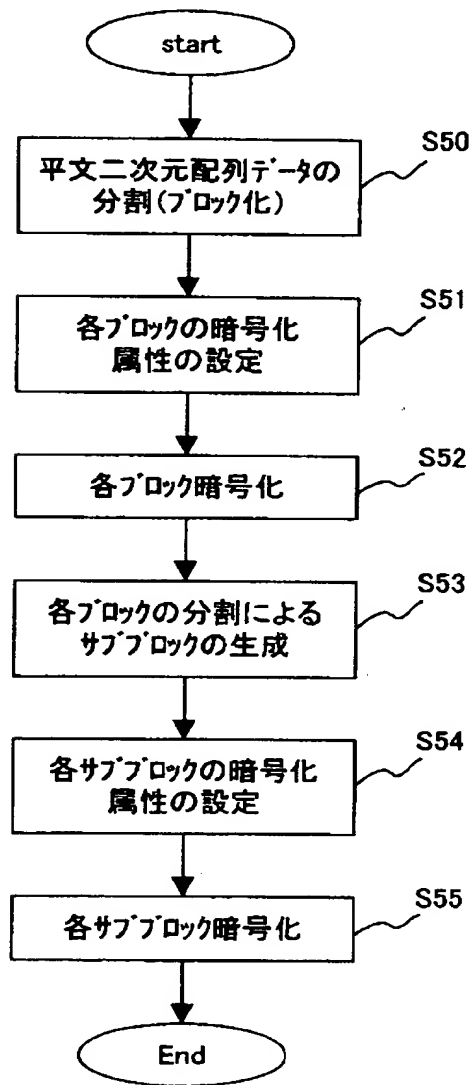 start
S50
平文二次元配列データの
分割(ブロック化)
S51
各ブロックの暗号化
属性の設定
S52
各ブロック暗号化
S53
各ブロックの分割による
サブブロックの生成
S54
各サブブロックの暗号化
属性の設定
S55
各サブブロック暗号化
End